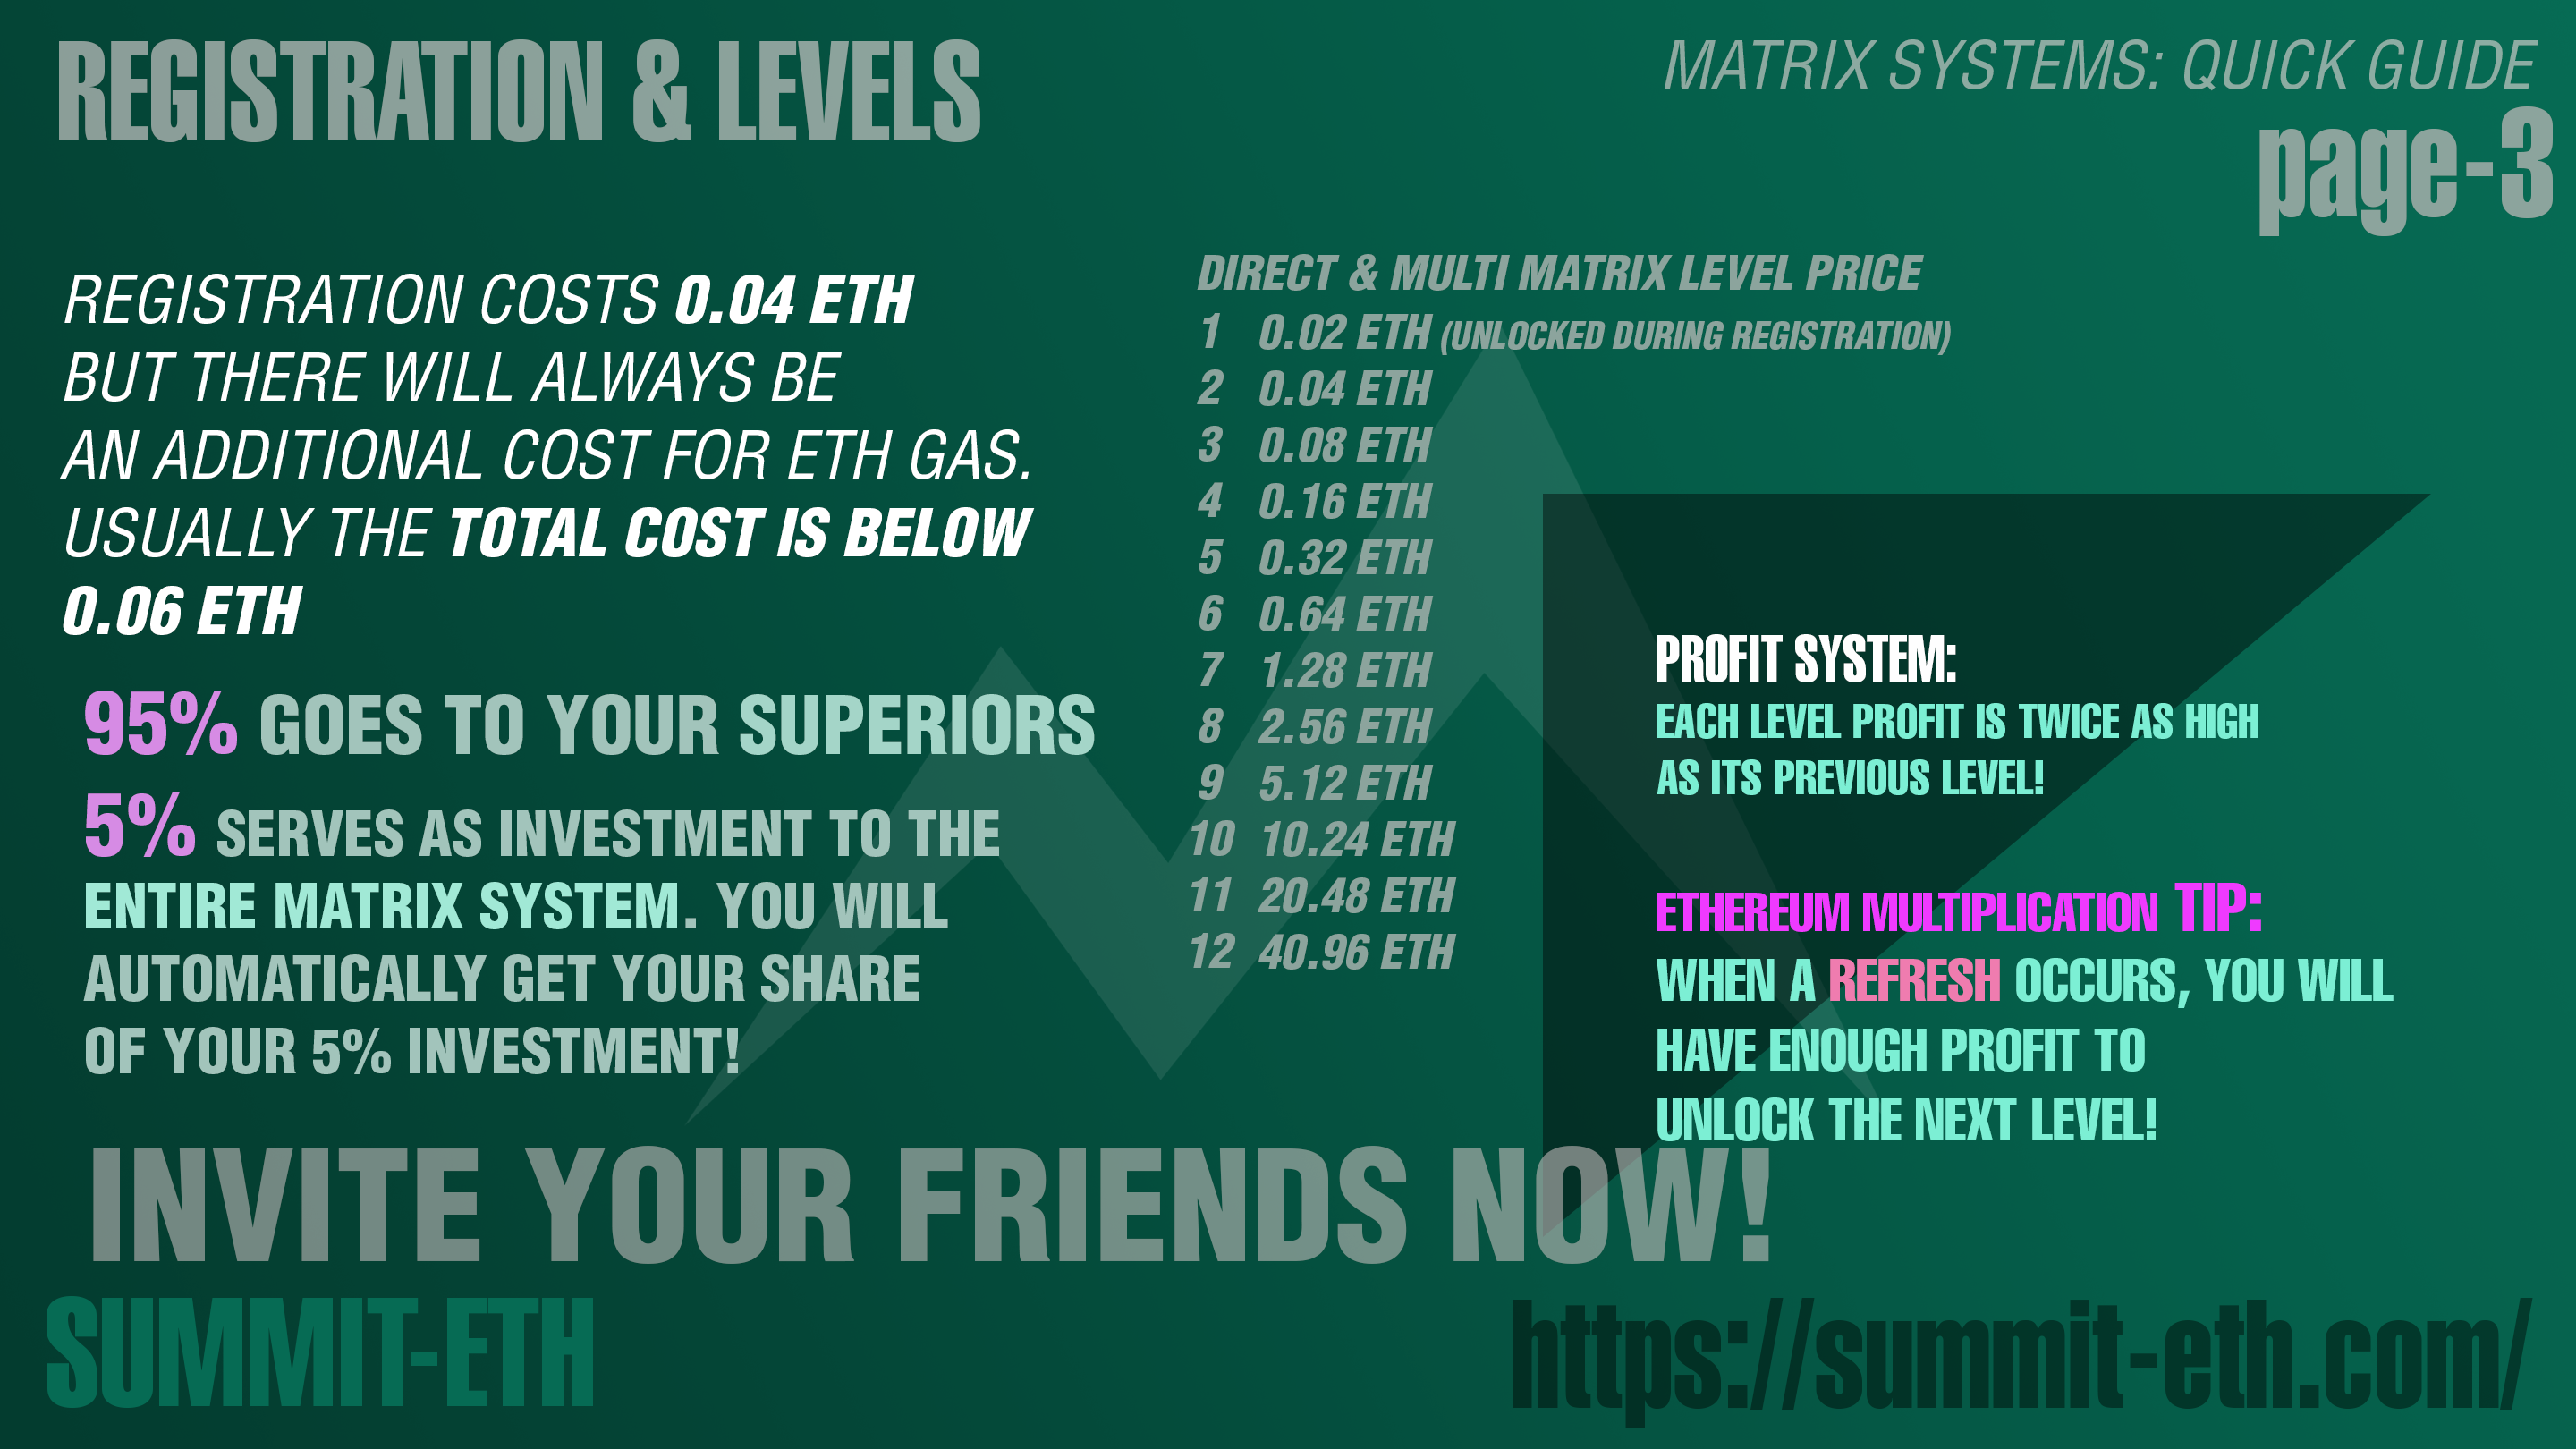 REGISTRATION & LEVELS
MATRIX SYSTEMS: QUICK GUIDE
page-3
REGISTRATION COSTS 0.04 ETH
BUT THERE WILL ALWAYS BE
AN ADDITIONAL COST FOR ETH GAS.
USUALLY THE TOTAL COST IS BELOW
0.06 ETH
95% GOES TO YOUR SUPERIORS
5% SERVES AS INVESTMENT TO THE
ENTIRE MATRIX SYSTEM. YOU WILL
AUTOMATICALLY GET YOUR SHARE
OF YOUR 5% INVESTMENT!
DIRECT & MULTI MATRIX LEVEL PRICE
1 0.02 ETH (UNLOCKED DURING REGISTRATION)
2 0.04 ETH
3 0.08 ETH
4 0.16 ETH
5 0.32 ETH
6 0.64 ETH
7 1.28 ETH
8 2.56 ETH
9 5.12 ETH
10 10.24 ETH
11 20.48 ETH
12 40.96 ETH
PROFIT SYSTEM:
EACH LEVEL PROFIT IS TWICE AS HIGH
AS ITS PREVIOUS LEVEL!
ETHEREUM MULTIPLICATION TIP:
WHEN A REFRESH OCCURS, YOU WILL
HAVE ENOUGH PROFIT TO
UNLOCK THE NEXT LEVEL!
INVITE YOUR FRIENDS NOW!
SUMMIT-ETH
https://summit-eth.com/